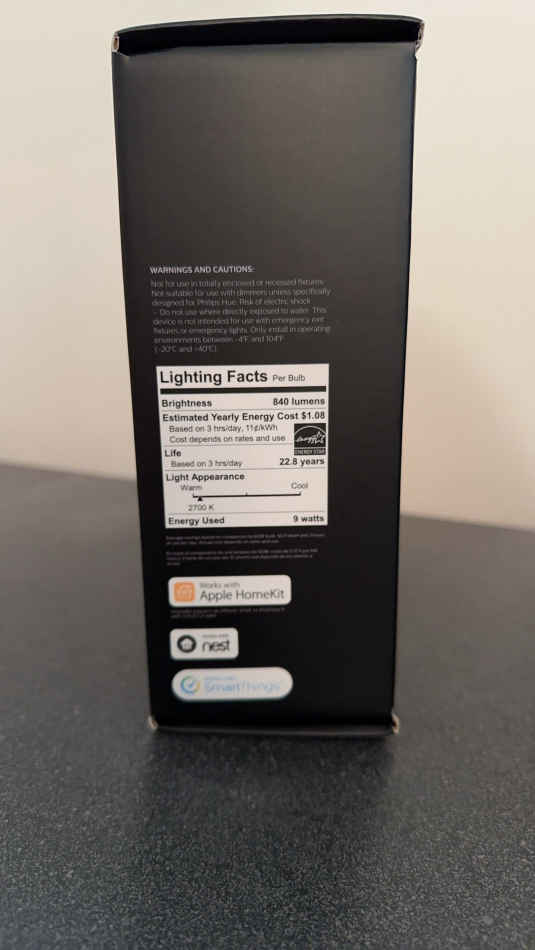 WARNINGS AND CAUTIONS:
Not for use in totally enclosed or recessed fixtures.
Not suitable for use with dimmers unless specifically
designed for Philips Hue. Risk of electric shock
- Do not use where directly exposed to water. This
device is not intended for use with emergency exit
fixtures or emergency lights. Only install in operating
environments between -4°F and 104°F
(-20°C and +40°C).
Lighting Facts Per Bulb
Brightness 840 lumens
Estimated Yearly Energy Cost $1.08
Based on 3 hrs/day, 11¢/kWh
Cost depends on rates and use
ENERGY STAR
Life
Based on 3 hrs/day 22.8 years
Light Appearance
Warm Cool
2700 K
Energy Used 9 watts
Works with
Apple HomeKit
works with
nest
SmartThings